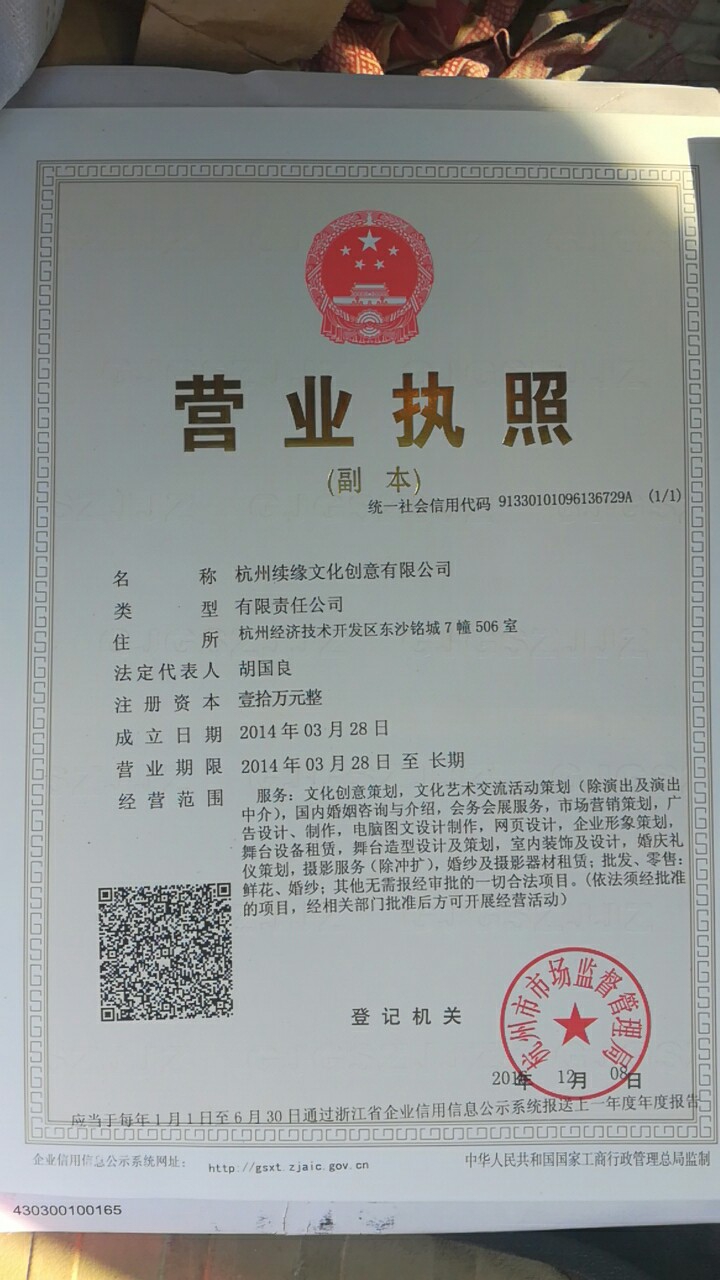 营业执照
(副 本)
统一社会信用代码 91330101096136729A (1/1)
名 称 杭州续缘文化创意有限公司
类 型 有限责任公司
住 所 杭州经济技术开发区东沙铭城7幢506室
法定代表人 胡国良
注册资本 壹拾万元整
成立日期 2014年03月28日
营业期限 2014年03月28日 至 长期
经营范围 服务：文化创意策划，文化艺术交流活动策划（除演出及演出
中介），国内婚姻咨询与介绍，会务会展服务，市场营销策划，广
告设计、制作，电脑图文设计制作，网页设计，企业形象策划，
舞台设备租赁，舞台造型设计及策划，室内装饰及设计，婚庆礼
仪策划，摄影服务（除冲扩），婚纱及摄影器材租赁；批发、零售：
鲜花、婚纱；其他无需报经审批的一切合法项目。（依法须经批准
的项目，经相关部门批准后方可开展经营活动）
登记机关
杭州市市场监督管理局
年 12月 08日
应当于每年1月1日至6月30日通过浙江省企业信用信息公示系统报送上一年度年度报告
企业信用信息公示系统网址： http://gsxt.zjaic.gov.cn 中华人民共和国国家工商行政管理总局监制
430300100165